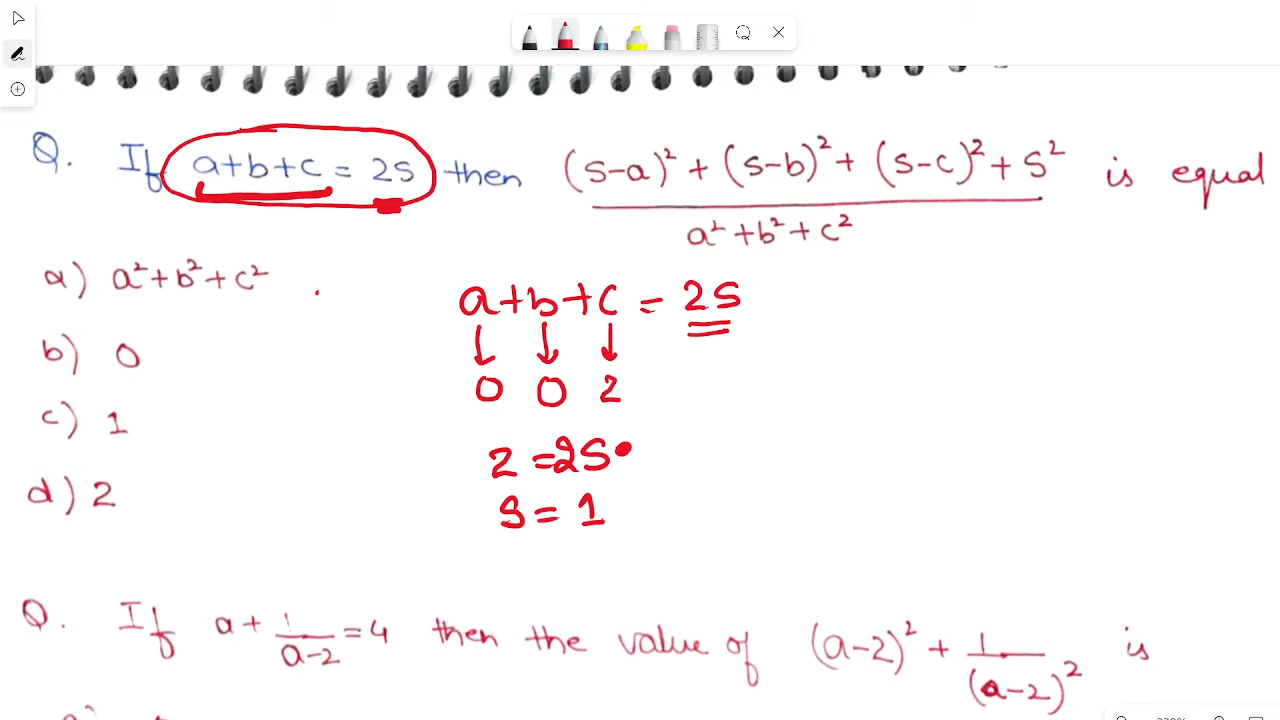 Q. If a+b+c = 2S then (S-a)² + (S-b)² + (S-c)² + S² / a² + b² + c² is equal
a) a² + b² + c²
b) 0
c) 1
d) 2
a+b+c = 2S
↓ ↓ ↓
0 0 2
2 = 2S
S = 1
Q. If a + 1/(a-2) = 4 then the value of (a-2)² + 1/(a-2)² is